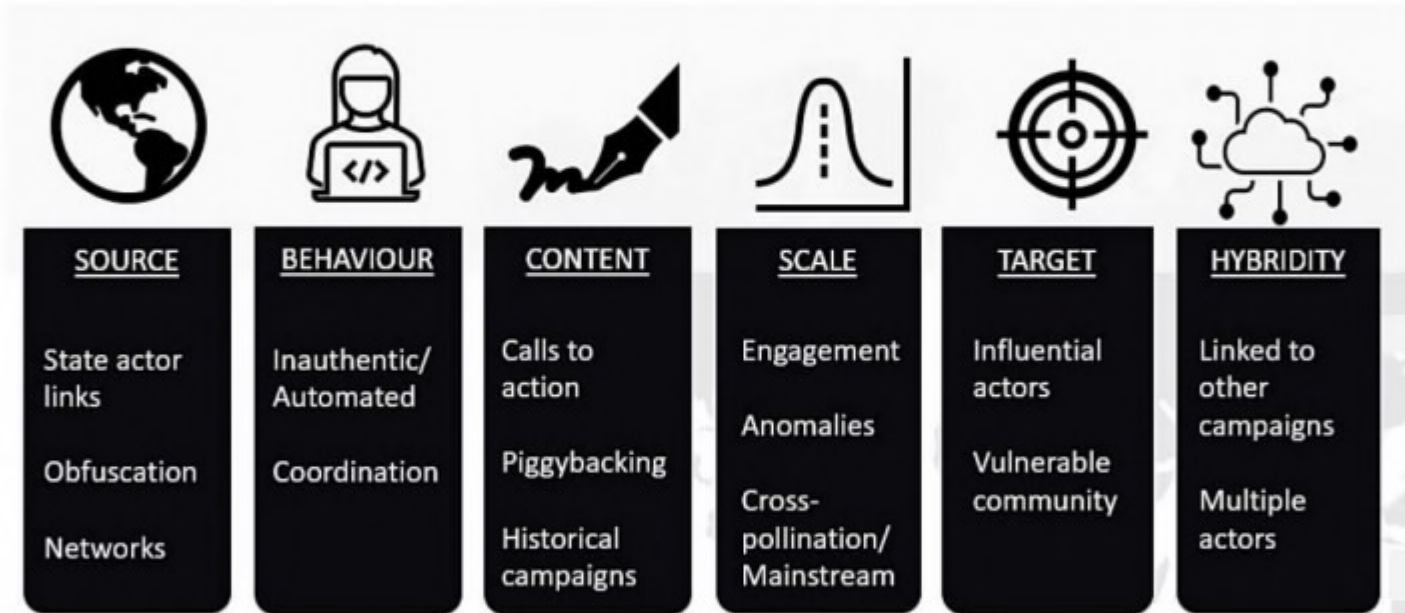 SOURCE
State actor
links
Obfuscation
Networks
BEHAVIOUR
Inauthentic/
Automated
Coordination
CONTENT
Calls to
action
Piggybacking
Historical
campaigns
SCALE
Engagement
Anomalies
Cross-
pollination/
Mainstream
TARGET
Influential
actors
Vulnerable
community
HYBRIDITY
Linked to
other
campaigns
Multiple
actors